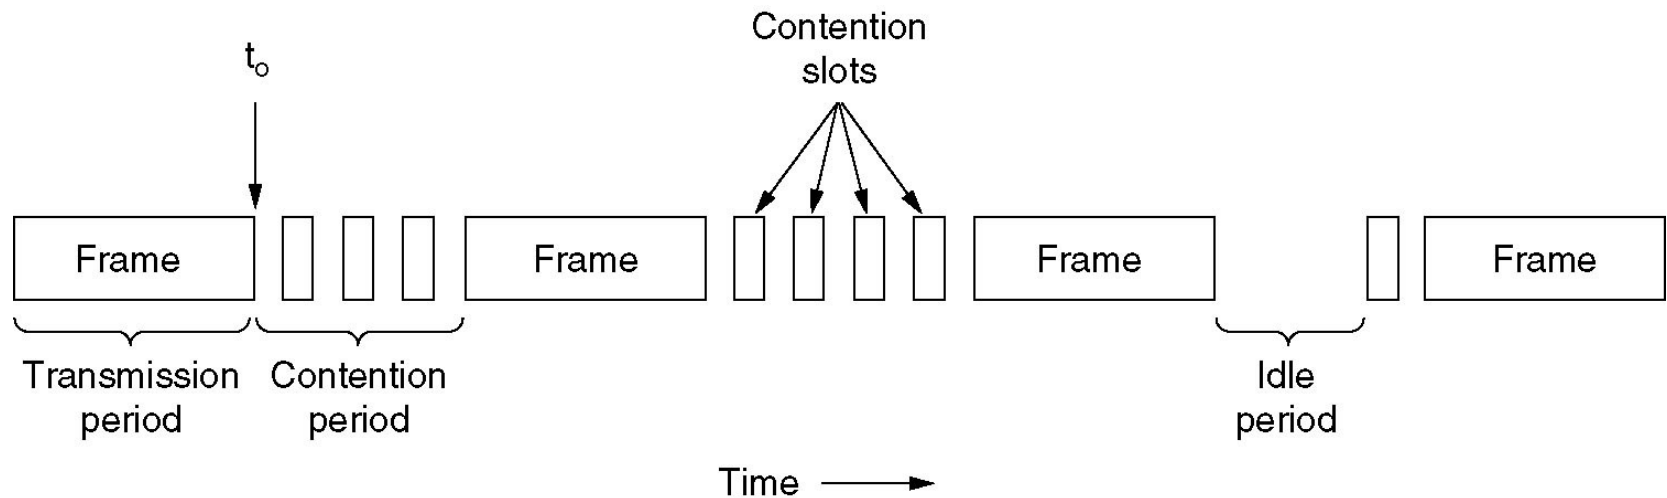 Contention
slots
t₀
Frame
Frame
Frame
Frame
Transmission
period
Contention
period
Idle
period
Time